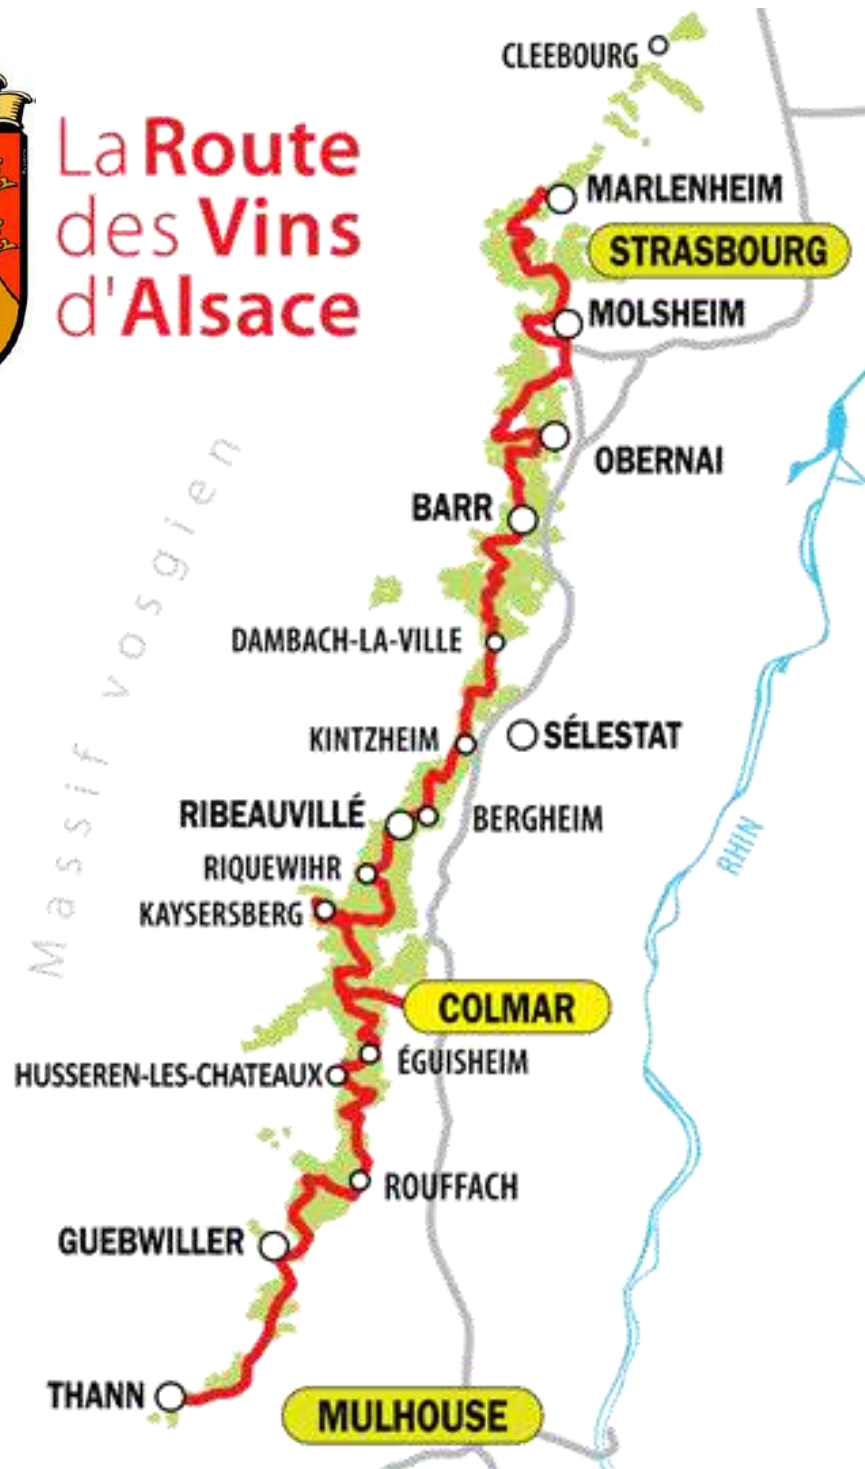 La Route
des Vins
d'Alsace
CLEEBOURG
MARLENHEIM
STRASBOURG
MOLSHEIM
OBERNAI
BARR
Massif vosgien
DAMBACH-LA-VILLE
KINTZHEIM
SÉLESTAT
RIBEAUVILLÉ
BERGHEIM
RHIN
RIQUEWIHR
KAYSERSBERG
COLMAR
ÉGUISHEIM
HUSSEREN-LES-CHATEAUX
ROUFFACH
GUEBWILLER
THANN
MULHOUSE